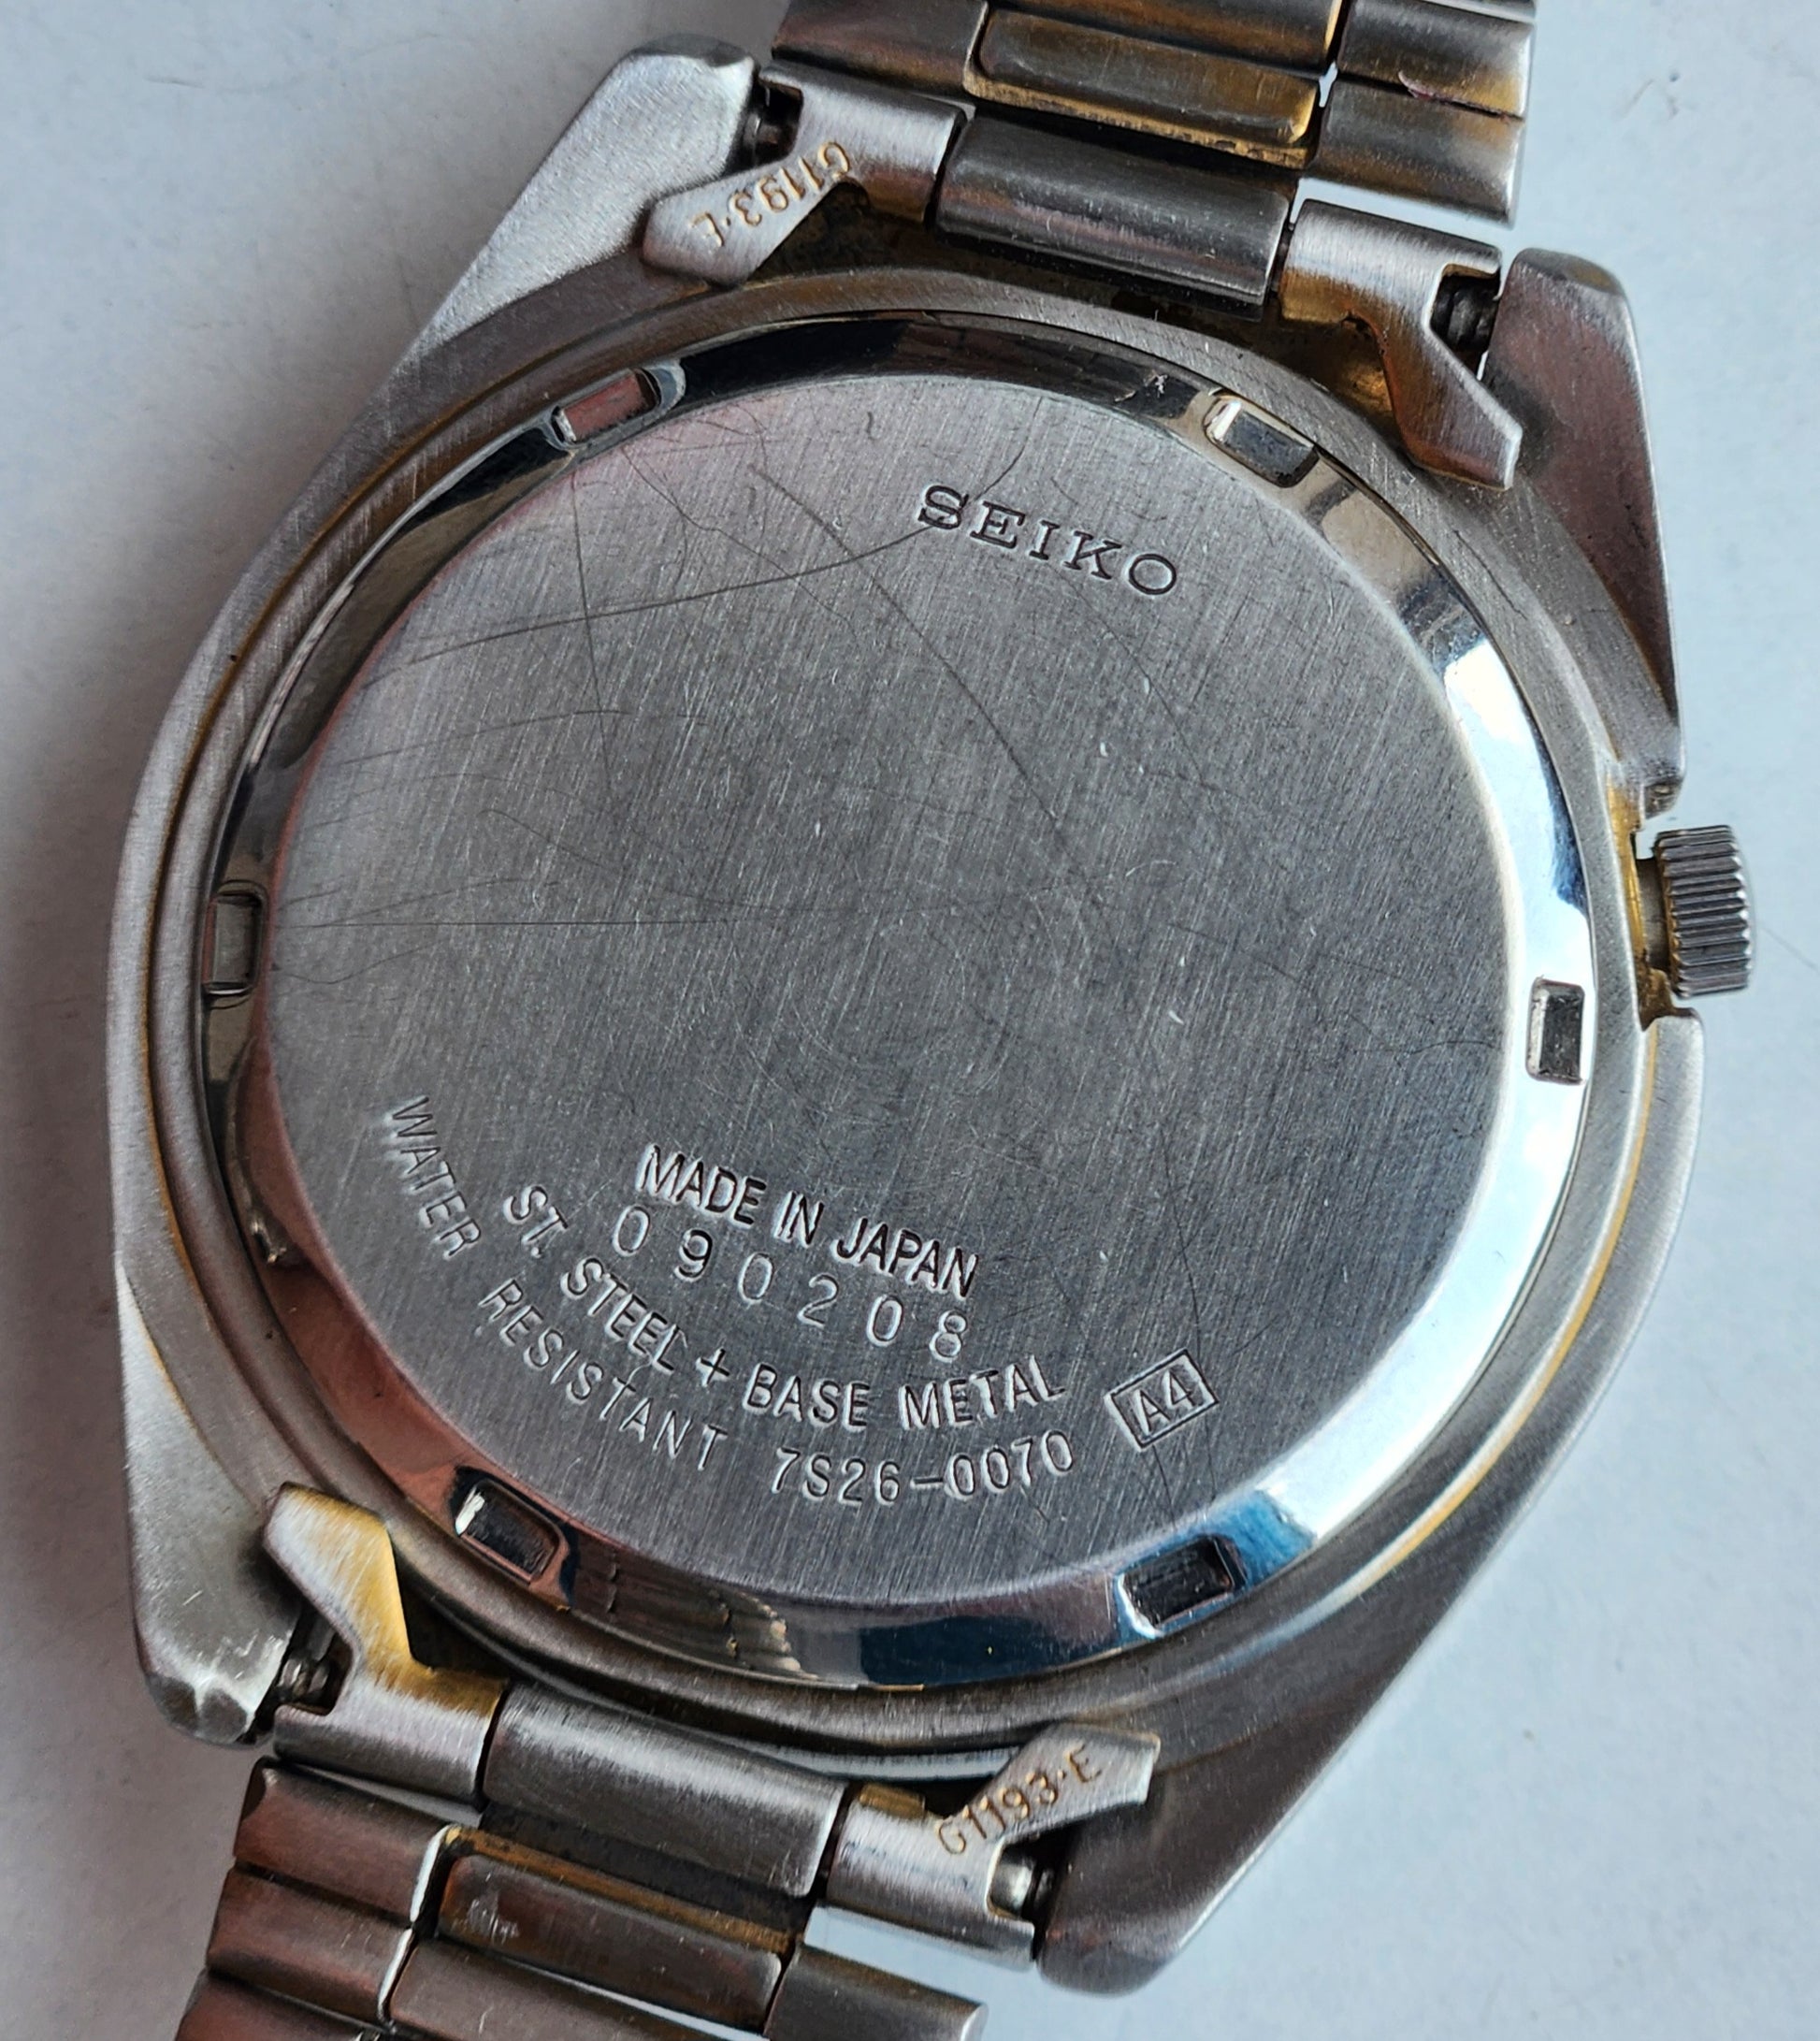 G1193·E
SEIKO
MADE IN JAPAN
090208
ST. STEEL + BASE METAL
WATER RESISTANT 7S26-0070 A4
G1193·E